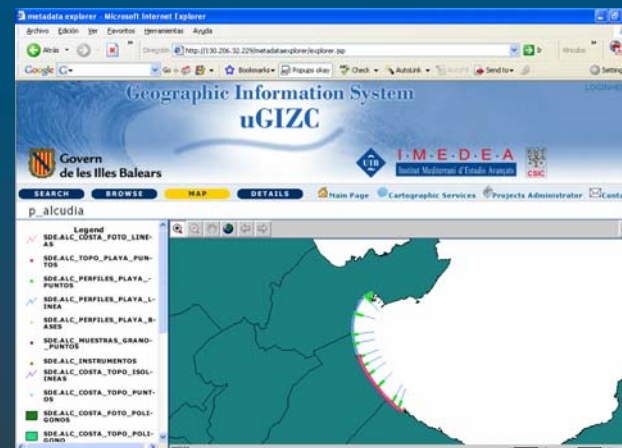 metadata explorer - Microsoft Internet Explorer
Archivo Edición Ver Favoritos Herramientas Ayuda
Atrás
Dirección http://130.206.32.229/metadataexplorer/explorer.jsp Ir Vínculos
Google G Go Bookmarks Popups okay Check AutoLink Send to Settings
Geographic Information System
uGIZC
Govern
de les Illes Balears
UIB
I·M·E·D·E·A
Institut Mediterrani d'Estudis Avançats
CSIC
SEARCH BROWSE MAP DETAILS Main Page Cartographic Services Projects Administrator
p_alcudia
Legend
SDE.ALC_COSTA_FOTO_LINE-
AS
SDE.ALC_TOPO_PLAYA_PUN-
TOS
SDE.ALC_PERFILES_PLAYA_-
PUNTOS
SDE.ALC_PERFILES_PLAYA_L-
INEA
SDE.ALC_PERFILES_PLAYA_B-
ASES
SDE.ALC_MUESTRAS_GRANO-
_PUNTOS
SDE.ALC_INSTRUMENTOS
SDE.ALC_COSTA_TOPO_ISOL-
INEAS
SDE.ALC_COSTA_TOPO_PUNT-
OS
SDE.ALC_COSTA_FOTO_POLI-
GONOS
SDE.ALC_COSTA_TOPO_POLI-
GONO